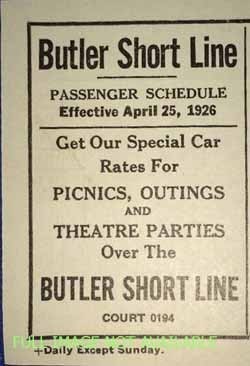 Butler Short Line
PASSENGER SCHEDULE
Effective April 25, 1926
Get Our Special Car
Rates For
PICNICS, OUTINGS
AND
THEATRE PARTIES
Over The
BUTLER SHORT LINE
COURT 0194
FULL IMAGE NOT AVAILABLE
+Daily Except Sunday.